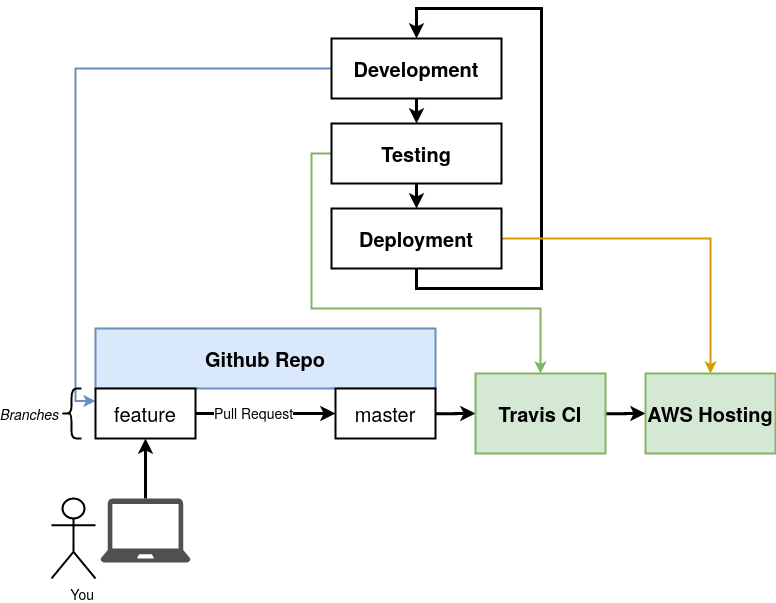 Development
Testing
Deployment
Github Repo
Branches
feature
Pull Request
master
Travis CI
AWS Hosting
You